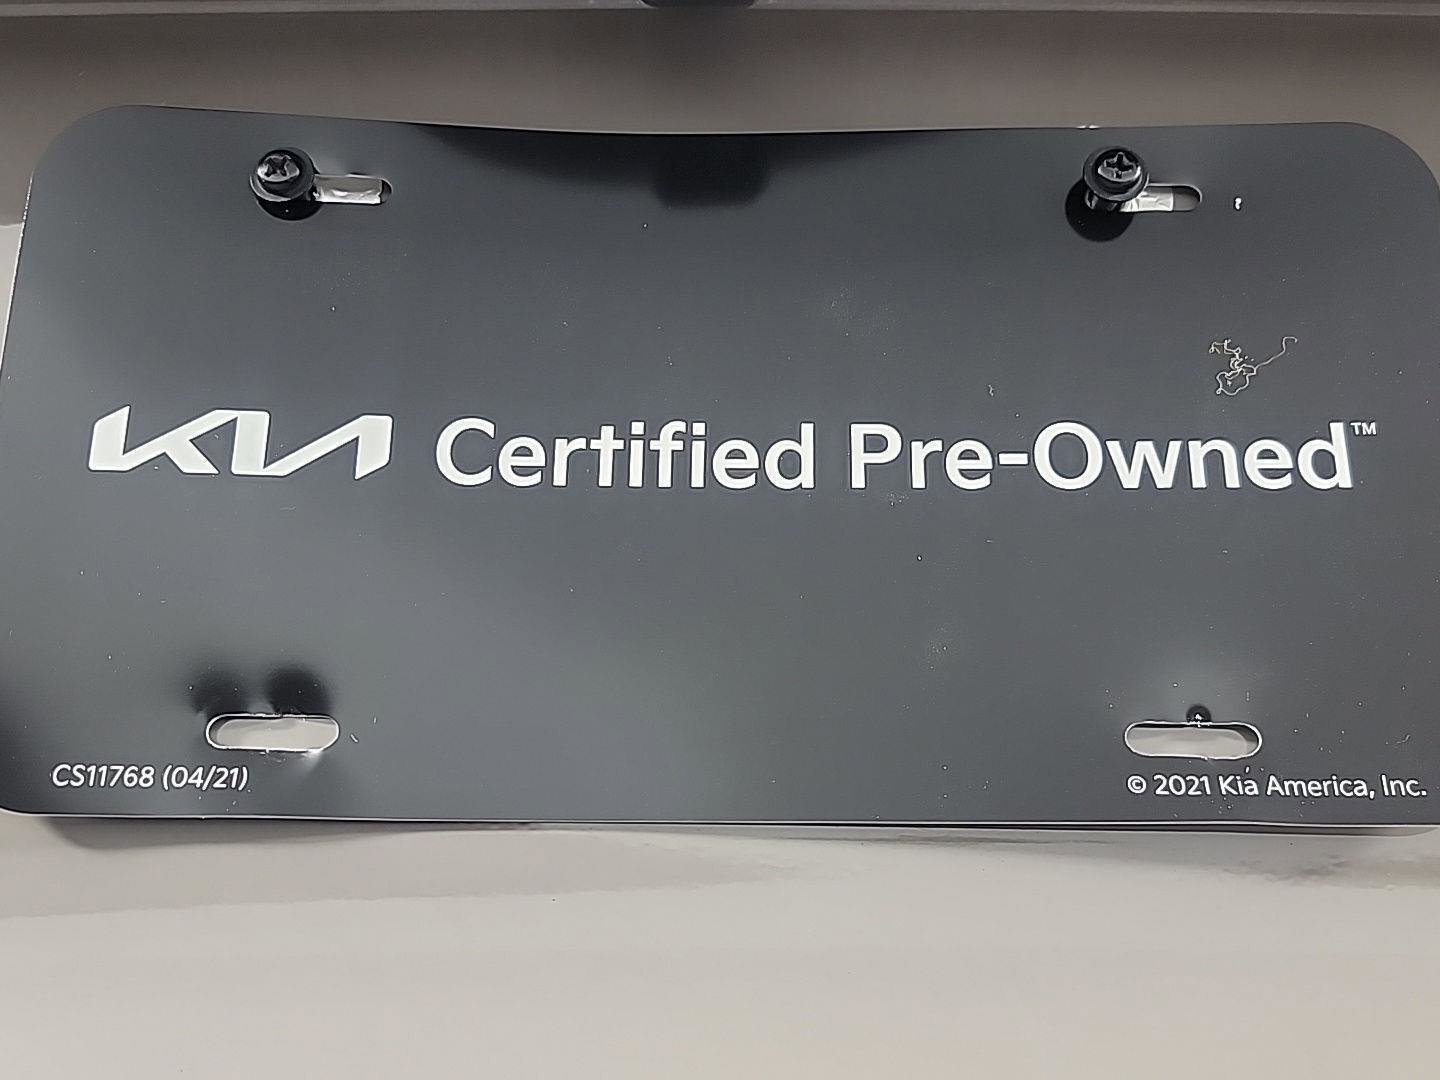 KIA Certified Pre-Owned™
CS11768 (04/21)
© 2021 Kia America, Inc.